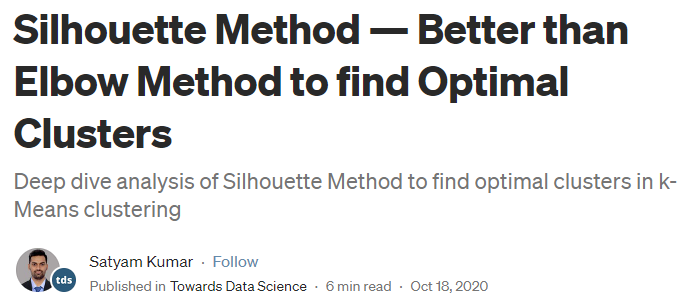 Silhouette Method — Better than
Elbow Method to find Optimal
Clusters
Deep dive analysis of Silhouette Method to find optimal clusters in k-
Means clustering
Satyam Kumar · Follow
tds
Published in Towards Data Science · 6 min read · Oct 18, 2020